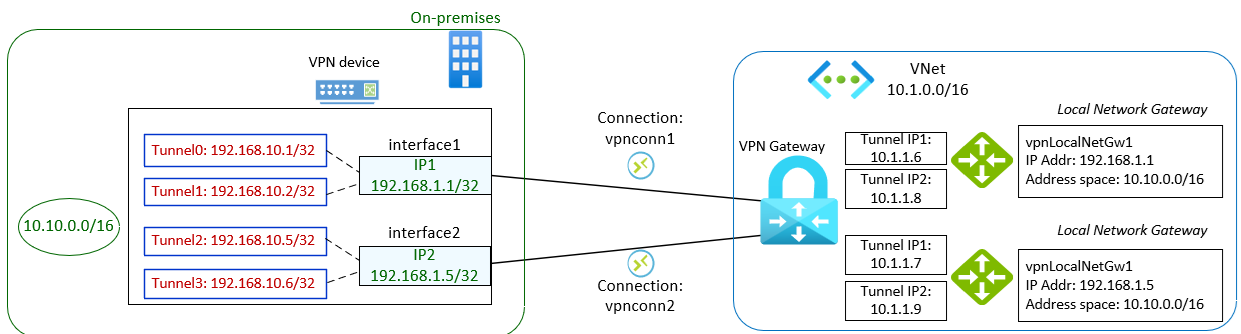 On-premises
VPN device
Tunnel0: 192.168.10.1/32
Tunnel1: 192.168.10.2/32
Tunnel2: 192.168.10.5/32
Tunnel3: 192.168.10.6/32
10.10.0.0/16
interface1
IP1
192.168.1.1/32
interface2
IP2
192.168.1.5/32
Connection:
vpnconn1
Connection:
vpnconn2
VNet
10.1.0.0/16
VPN Gateway
Tunnel IP1:
10.1.1.6
Tunnel IP2:
10.1.1.8
Local Network Gateway
vpnLocalNetGw1
IP Addr: 192.168.1.1
Address space: 10.10.0.0/16
Tunnel IP1:
10.1.1.7
Tunnel IP2:
10.1.1.9
Local Network Gateway
vpnLocalNetGw1
IP Addr: 192.168.1.5
Address space: 10.10.0.0/16